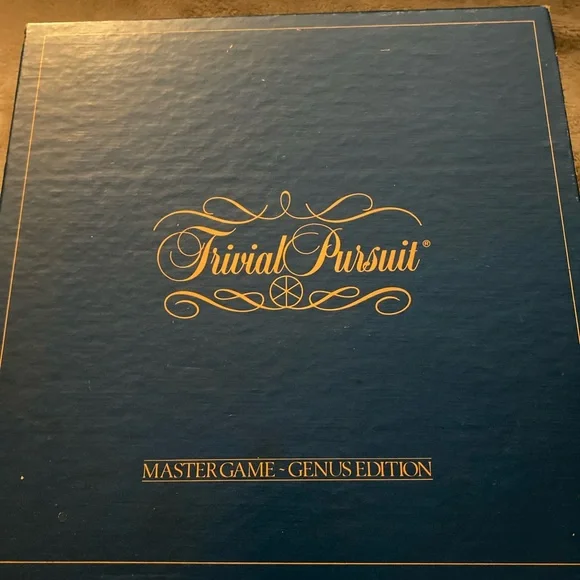 Trivial Pursuit®
MASTER GAME - GENUS EDITION